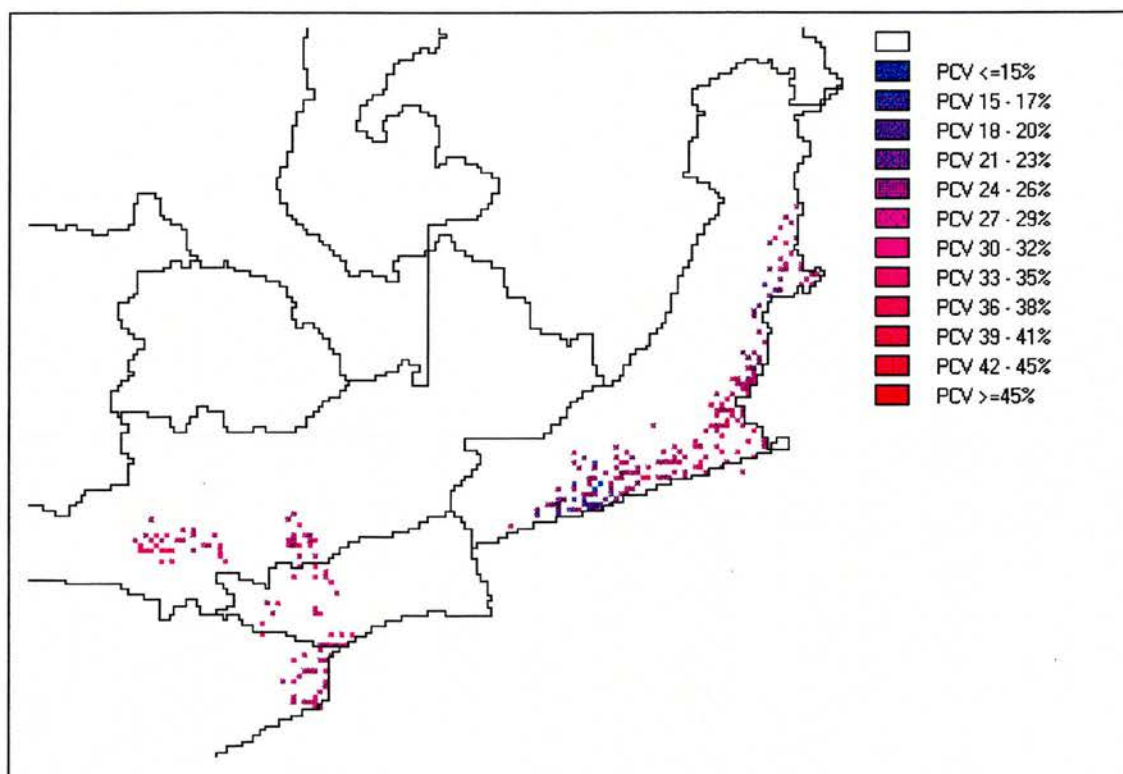 PCV <=15%
PCV 15 - 17%
PCV 18 - 20%
PCV 21 - 23%
PCV 24 - 26%
PCV 27 - 29%
PCV 30 - 32%
PCV 33 - 35%
PCV 36 - 38%
PCV 39 - 41%
PCV 42 - 45%
PCV >=45%